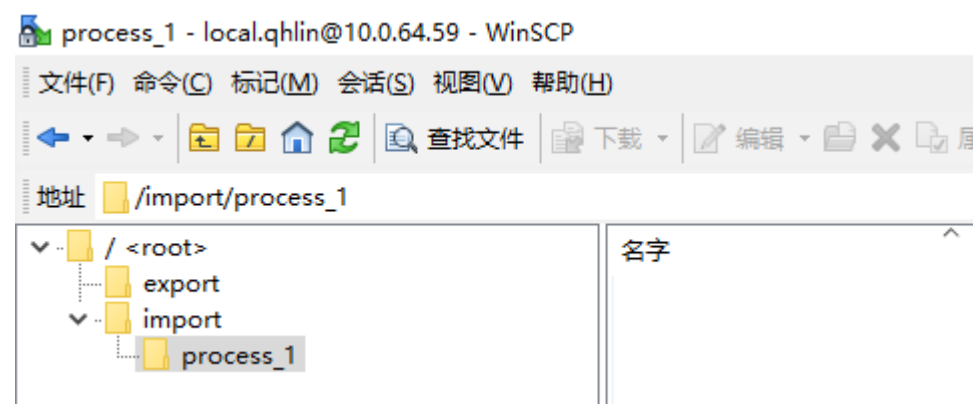 process_1 - local.qhlin@10.0.64.59 - WinSCP
文件(F) 命令(C) 标记(M) 会话(S) 视图(V) 帮助(H)
查找文件 下载 编辑
地址 /import/process_1
/ <root> 名字
export
import
process_1